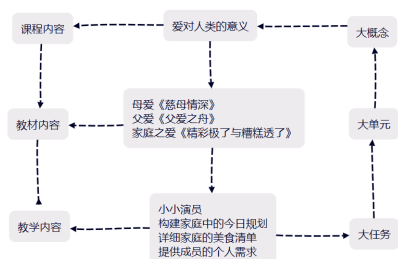 课程内容
爱对人类的意义
大概念
母爱《慈母情深》
父爱《父爱之舟》
家庭之爱《精彩极了与糟糕透了》
教材内容
大单元
小小演员
构建家庭中的今日规划
详细家庭的美食清单
提供成员的个人需求
教学内容
大任务